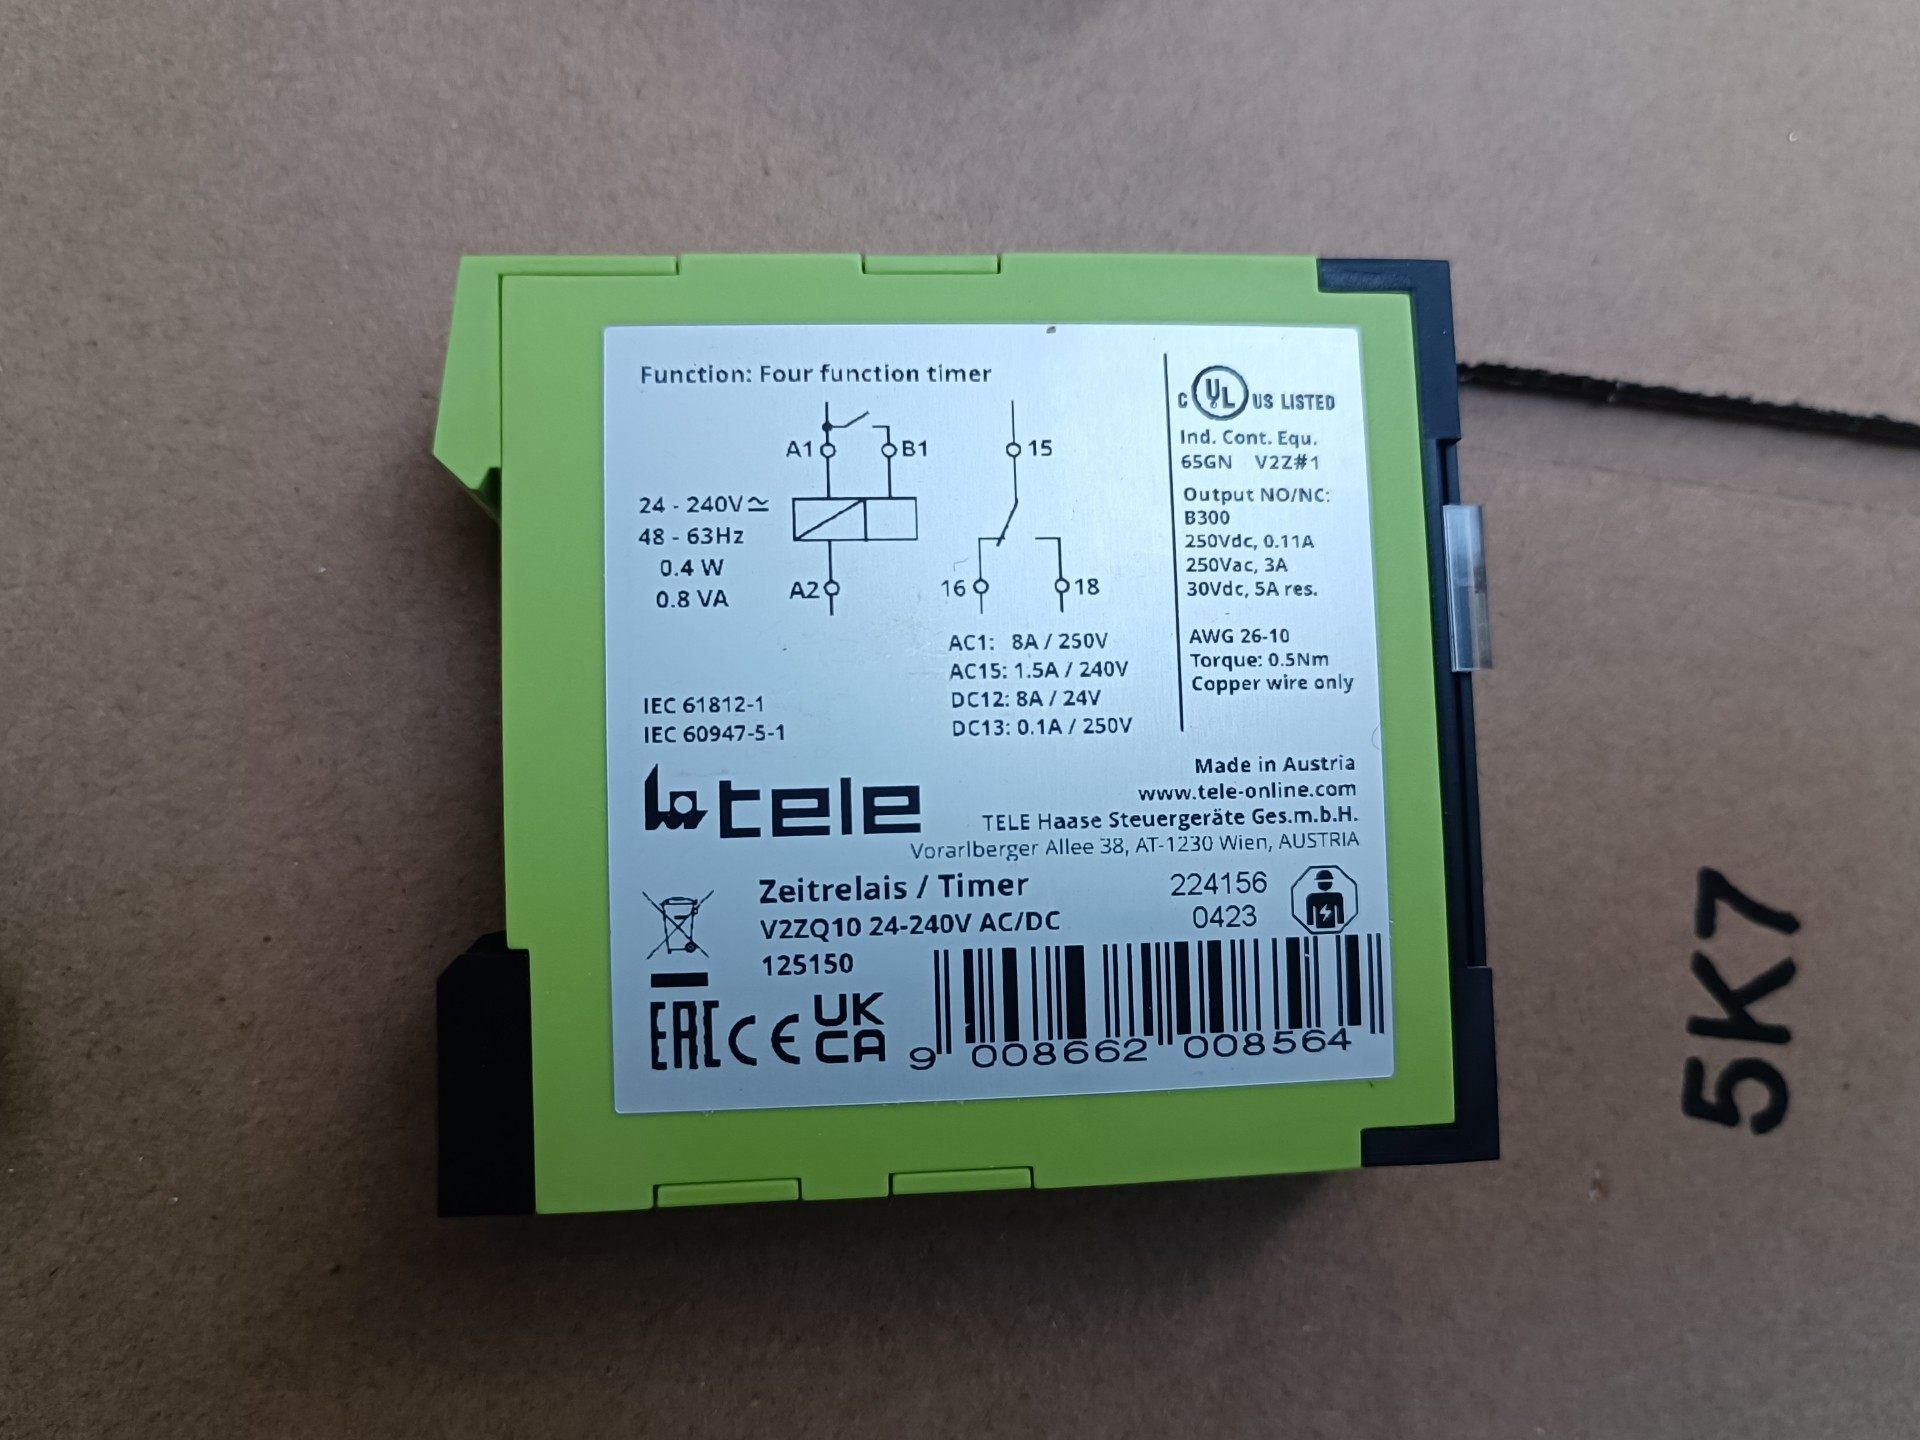 Function: Four function timer
A1
B1
15
24 - 240V≃
48 - 63Hz
0.4 W
0.8 VA
A2
16
18
AC1: 8A / 250V
AC15: 1.5A / 240V
DC12: 8A / 24V
DC13: 0.1A / 250V
IEC 61812-1
IEC 60947-5-1
C UL US LISTED
Ind. Cont. Equ.
65GN V2Z#1
Output NO/NC:
B300
250Vdc, 0.11A
250Vac, 3A
30Vdc, 5A res.
AWG 26-10
Torque: 0.5Nm
Copper wire only
tele
Made in Austria
www.tele-online.com
TELE Haase Steuergeräte Ges.m.b.H.
Vorarlberger Allee 38, AT-1230 Wien, AUSTRIA
Zeitrelais / Timer
V2ZQ10 24-240V AC/DC
125150
224156
0423
EAC CE UK
CA
9 008662 008564
5K7